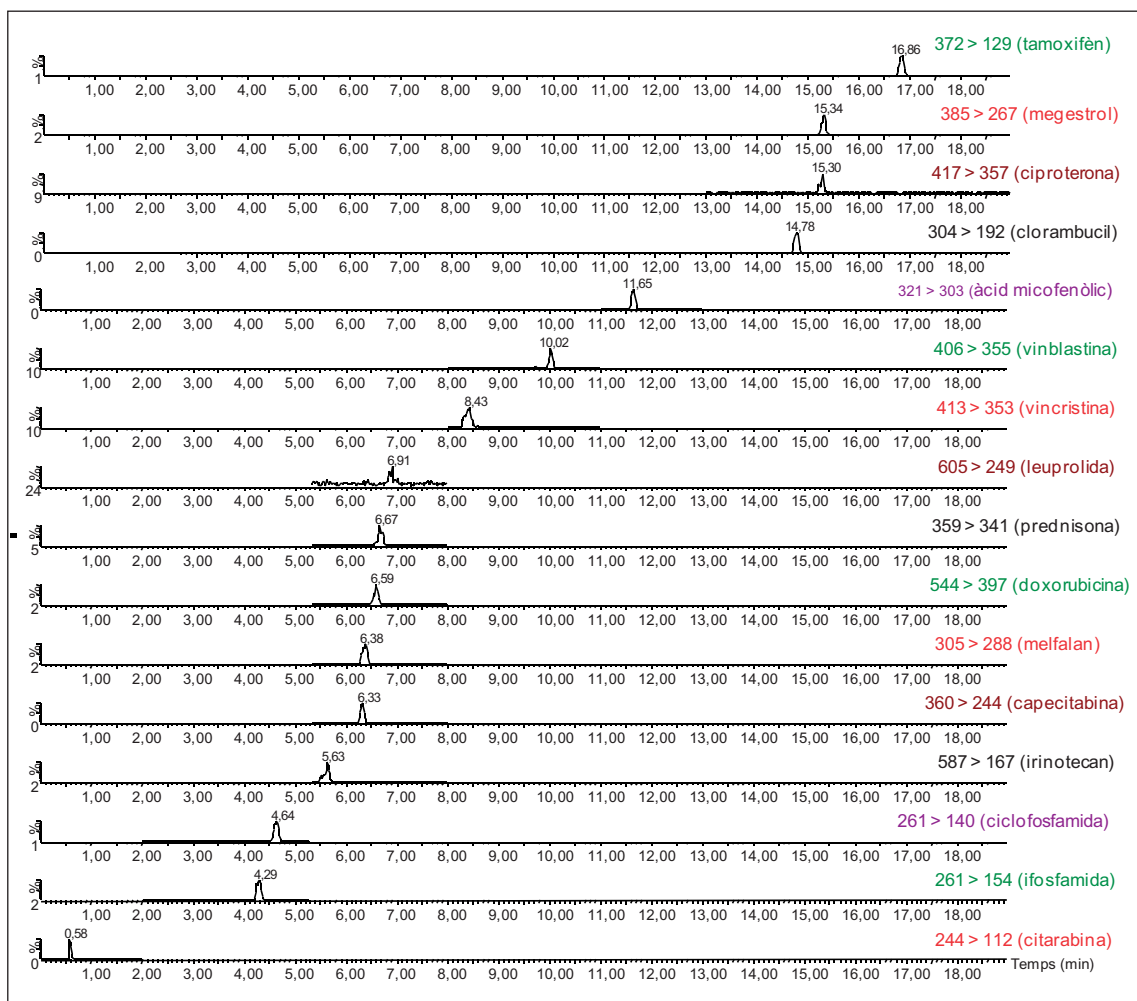 372 > 129 (tamoxifèn)
16,86
%
1
1,00 2,00 3,00 4,00 5,00 6,00 7,00 8,00 9,00 10,00 11,00 12,00 13,00 14,00 15,00 16,00 17,00 18,00
385 > 267 (megestrol)
15,34
%
2
1,00 2,00 3,00 4,00 5,00 6,00 7,00 8,00 9,00 10,00 11,00 12,00 13,00 14,00 15,00 16,00 17,00 18,00
417 > 357 (ciproterona)
15,30
%
9
1,00 2,00 3,00 4,00 5,00 6,00 7,00 8,00 9,00 10,00 11,00 12,00 13,00 14,00 15,00 16,00 17,00 18,00
304 > 192 (clorambucil)
14,78
%
0
1,00 2,00 3,00 4,00 5,00 6,00 7,00 8,00 9,00 10,00 11,00 12,00 13,00 14,00 15,00 16,00 17,00 18,00
321 > 303 (àcid micofenòlic)
11,65
%
0
1,00 2,00 3,00 4,00 5,00 6,00 7,00 8,00 9,00 10,00 11,00 12,00 13,00 14,00 15,00 16,00 17,00 18,00
406 > 355 (vinblastina)
10,02
%
10
1,00 2,00 3,00 4,00 5,00 6,00 7,00 8,00 9,00 10,00 11,00 12,00 13,00 14,00 15,00 16,00 17,00 18,00
413 > 353 (vincristina)
8,43
%
10
1,00 2,00 3,00 4,00 5,00 6,00 7,00 8,00 9,00 10,00 11,00 12,00 13,00 14,00 15,00 16,00 17,00 18,00
605 > 249 (leuprolida)
6,91
%
24
1,00 2,00 3,00 4,00 5,00 6,00 7,00 8,00 9,00 10,00 11,00 12,00 13,00 14,00 15,00 16,00 17,00 18,00
359 > 341 (prednisona)
6,67
%
5
1,00 2,00 3,00 4,00 5,00 6,00 7,00 8,00 9,00 10,00 11,00 12,00 13,00 14,00 15,00 16,00 17,00 18,00
544 > 397 (doxorubicina)
6,59
%
2
1,00 2,00 3,00 4,00 5,00 6,00 7,00 8,00 9,00 10,00 11,00 12,00 13,00 14,00 15,00 16,00 17,00 18,00
305 > 288 (melfalan)
6,38
%
2
1,00 2,00 3,00 4,00 5,00 6,00 7,00 8,00 9,00 10,00 11,00 12,00 13,00 14,00 15,00 16,00 17,00 18,00
360 > 244 (capecitabina)
6,33
%
0
1,00 2,00 3,00 4,00 5,00 6,00 7,00 8,00 9,00 10,00 11,00 12,00 13,00 14,00 15,00 16,00 17,00 18,00
587 > 167 (irinotecan)
5,63
%
2
1,00 2,00 3,00 4,00 5,00 6,00 7,00 8,00 9,00 10,00 11,00 12,00 13,00 14,00 15,00 16,00 17,00 18,00
261 > 140 (ciclofosfamida)
4,64
%
1
1,00 2,00 3,00 4,00 5,00 6,00 7,00 8,00 9,00 10,00 11,00 12,00 13,00 14,00 15,00 16,00 17,00 18,00
261 > 154 (ifosfamida)
4,29
%
2
1,00 2,00 3,00 4,00 5,00 6,00 7,00 8,00 9,00 10,00 11,00 12,00 13,00 14,00 15,00 16,00 17,00 18,00
244 > 112 (citarabina)
0,58
%
0
1,00 2,00 3,00 4,00 5,00 6,00 7,00 8,00 9,00 10,00 11,00 12,00 13,00 14,00 15,00 16,00 17,00 18,00 Temps (min)